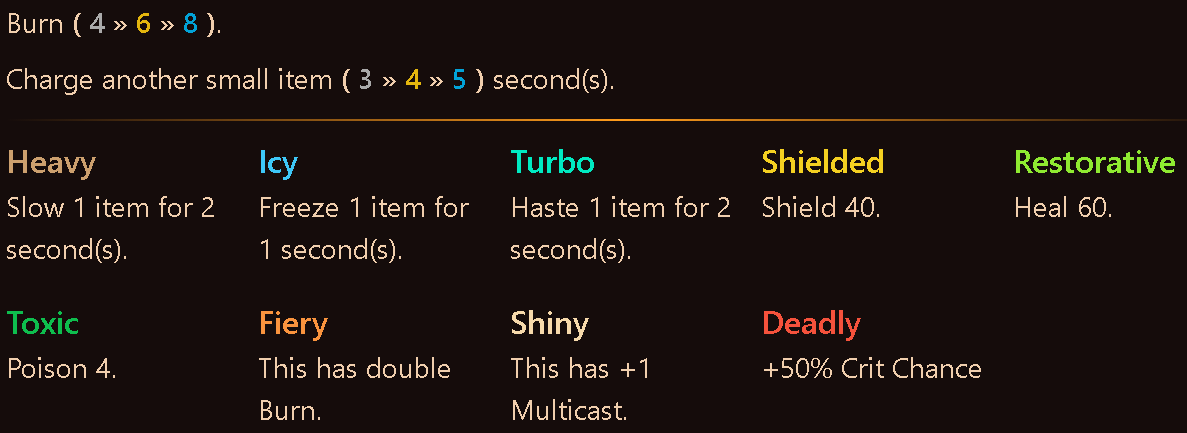 Burn ( 4 » 6 » 8 ).
Charge another small item ( 3 » 4 » 5 ) second(s).
Heavy
Slow 1 item for 2
second(s).
Icy
Freeze 1 item for
1 second(s).
Turbo
Haste 1 item for 2
second(s).
Shielded
Shield 40.
Restorative
Heal 60.
Toxic
Poison 4.
Fiery
This has double
Burn.
Shiny
This has +1
Multicast.
Deadly
+50% Crit Chance